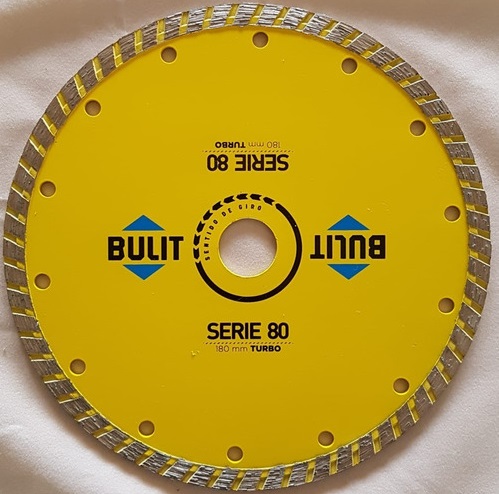 SERIE 80
180 mm TURBO
BULIT
SENTIDO DE GIRO
BULIT
SERIE 80
180 mm TURBO